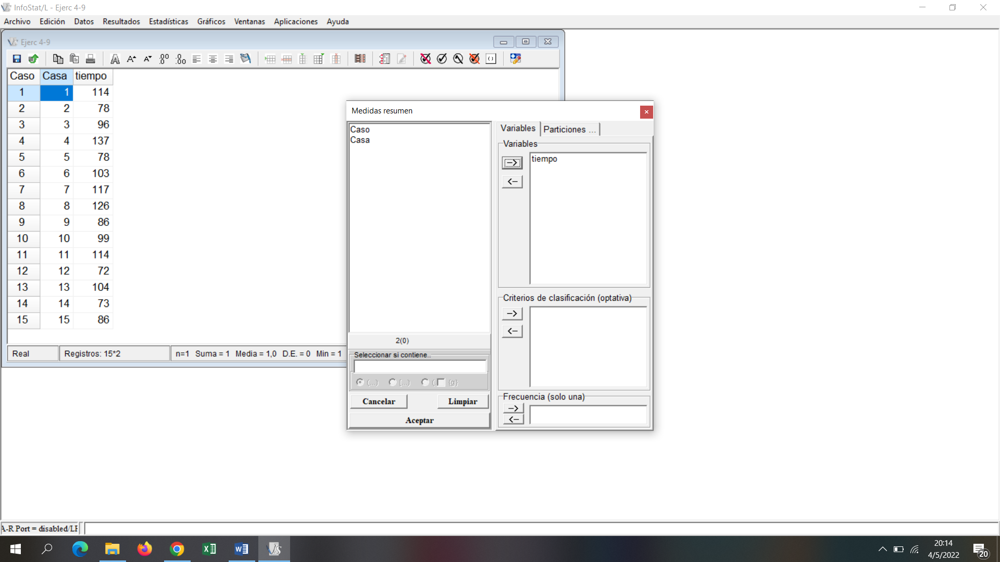 InfoStat/L - Ejerc 4-9
Archivo Edición Datos Resultados Estadísticas Gráficos Ventanas Aplicaciones Ayuda
Ejerc 4-9
Caso Casa tiempo
1 1 114
2 2 78
3 3 96
4 4 137
5 5 78
6 6 103
7 7 117
8 8 126
9 9 86
10 10 99
11 11 114
12 12 72
13 13 104
14 14 73
15 15 86
Real Registros: 15*2 n=1 Suma = 1 Media = 1,0 D.E. = 0 Min = 1
Medidas resumen
Caso
Casa
2(0)
Seleccionar si contiene..
(...) [...) (. {g}
Cancelar Limpiar
Aceptar
Variables Particiones ...
Variables
-> tiempo
<-
Criterios de clasificación (optativa)
->
<-
Frecuencia (solo una)
->
<-
A-R Port = disabled/LF
20:14
4/5/2022
20